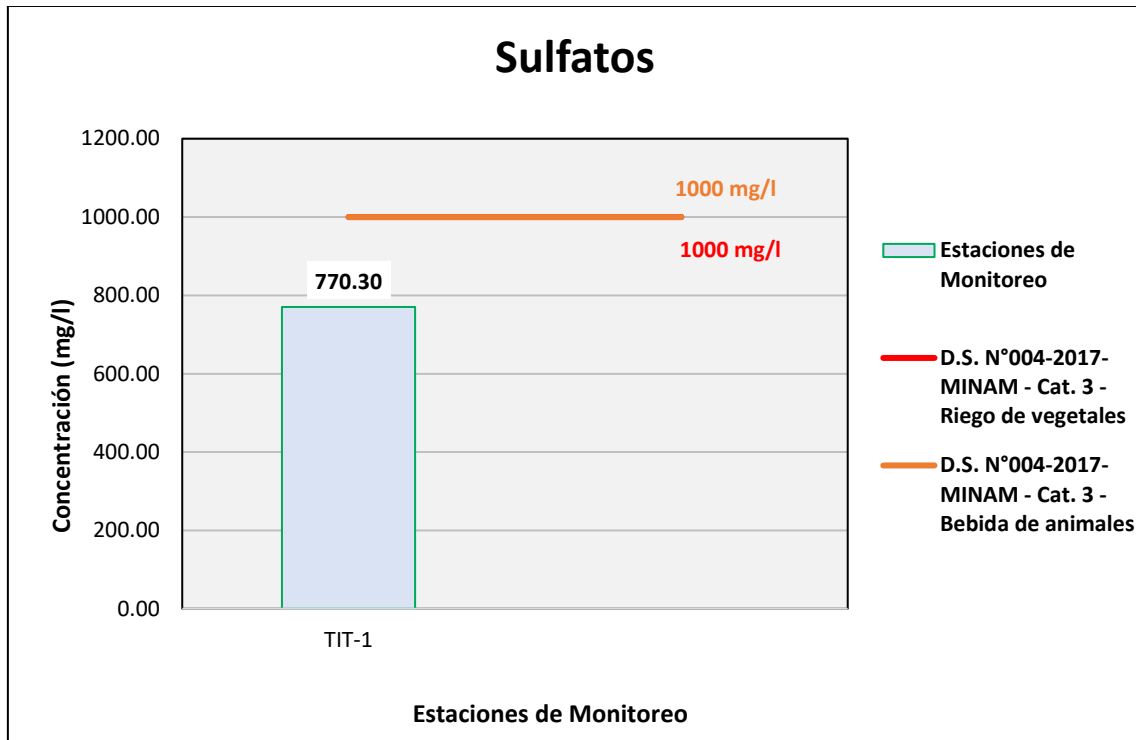 Sulfatos
Concentración (mg/l)
1200.00
1000.00
800.00
600.00
400.00
200.00
0.00
1000 mg/l
1000 mg/l
770.30
TIT-1
Estaciones de Monitoreo
Estaciones de
Monitoreo
D.S. N°004-2017-
MINAM - Cat. 3 -
Riego de vegetales
D.S. N°004-2017-
MINAM - Cat. 3 -
Bebida de animales